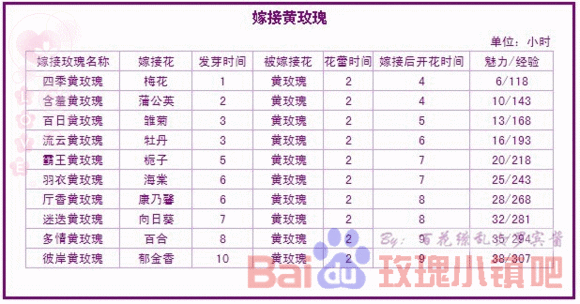 嫁接黄玫瑰
单位：小时
嫁接玫瑰名称 嫁接花 发芽时间 被嫁接花 花蕾时间 嫁接后开花时间 魅力/经验
四季黄玫瑰 梅花 1 黄玫瑰 2 4 6/118
含羞黄玫瑰 蒲公英 2 黄玫瑰 2 4 10/143
百日黄玫瑰 雏菊 3 黄玫瑰 2 5 13/168
流云黄玫瑰 牡丹 3 黄玫瑰 2 6 16/193
霸王黄玫瑰 栀子 5 黄玫瑰 2 7 20/218
羽衣黄玫瑰 海棠 6 黄玫瑰 2 7 25/243
厅香黄玫瑰 康乃馨 6 黄玫瑰 2 8 28/268
迷迭黄玫瑰 向日葵 7 黄玫瑰 2 8 32/281
多情黄玫瑰 百合 8 黄玫瑰 2 9 35/294
彼岸黄玫瑰 郁金香 10 黄玫瑰 2 9 38/307
By：百花缭乱
Bai du 玫瑰小镇吧